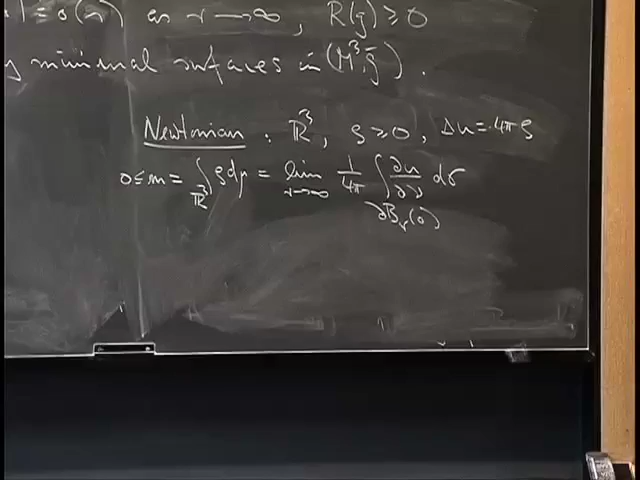 | = o(r) as r → ∞, R(g) ≥ 0
y minimal surfaces in (M³, g).
Newtonian : ℝ³, ρ ≥ 0, Δu = 4π ρ
0 ≤ m = ∫_{ℝ³} ρ dμ = lim_{r→∞} 1/4π ∫_{∂B_r(0)} ∂u/∂ν dσ